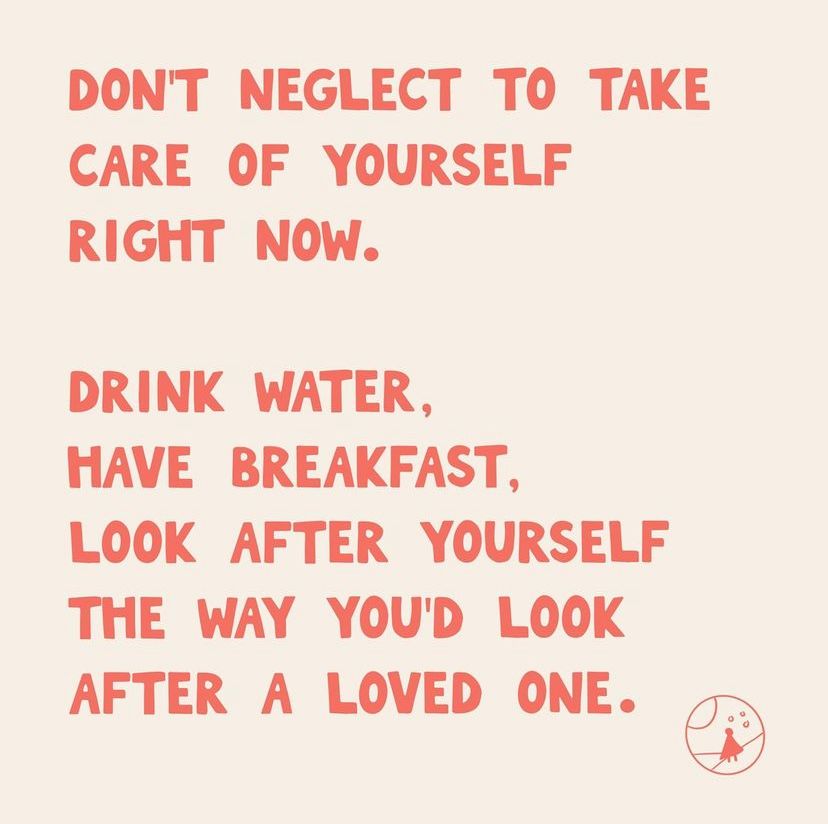 DON'T NEGLECT TO TAKE
CARE OF YOURSELF
RIGHT NOW.
DRINK WATER,
HAVE BREAKFAST,
LOOK AFTER YOURSELF
THE WAY YOU'D LOOK
AFTER A LOVED ONE.